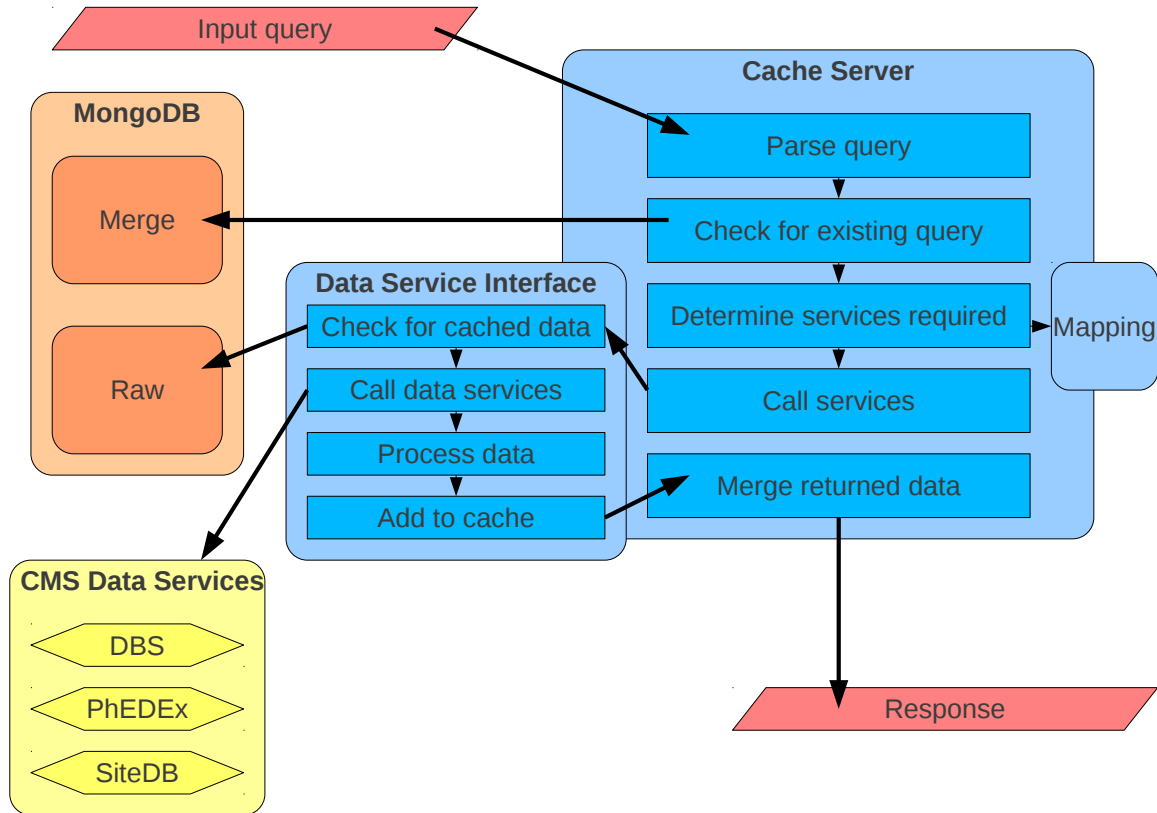 Input query
Cache Server
MongoDB
Parse query
Merge
Check for existing query
Data Service Interface
Check for cached data
Determine services required
Mapping
Raw
Call data services
Call services
Process data
Merge returned data
Add to cache
CMS Data Services
DBS
PhEDEx
Response
SiteDB